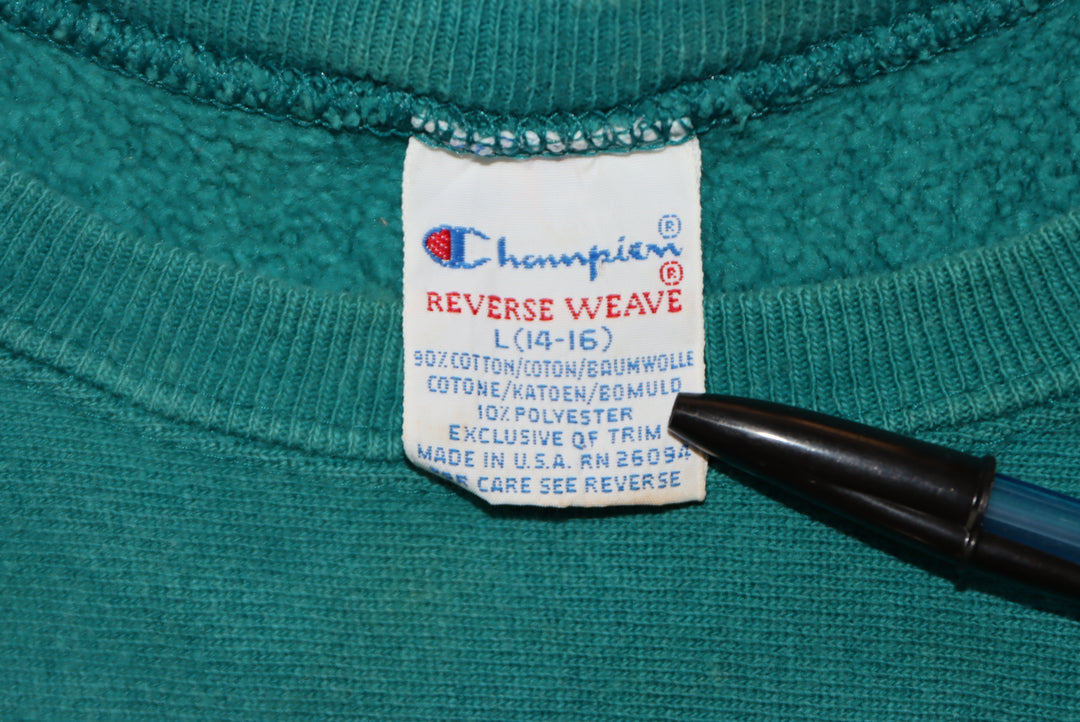 Champion®
REVERSE WEAVE®
L(14-16)
90% COTTON/COTON/BAUMWOLLE
COTONE/KATOEN/BOMULD
10% POLYESTER
EXCLUSIVE OF TRIM
MADE IN U.S.A. RN 26094
CARE SEE REVERSE